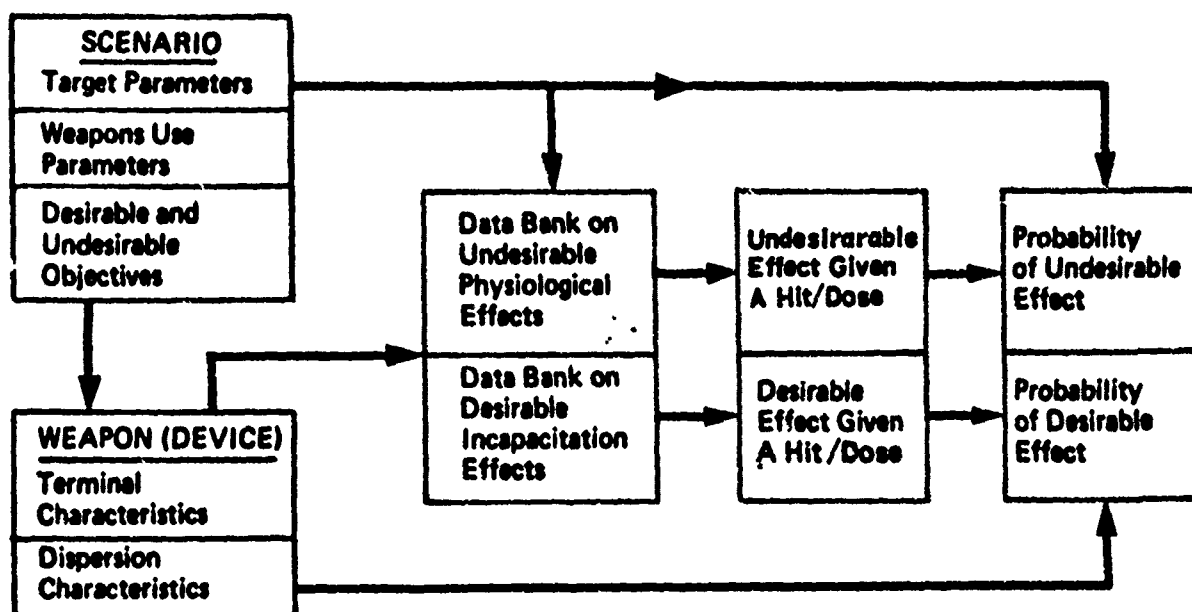 SCENARIO
Target Parameters
Weapons Use
Parameters
Desirable and
Undesirable
Objectives
WEAPON (DEVICE)
Terminal
Characteristics
Dispersion
Characteristics
Data Bank on
Undesirable
Physiological
Effects
Data Bank on
Desirable
Incapacitation
Effects
Undesirarable
Effect Given
A Hit/Dose
Desirable
Effect Given
A Hit/Dose
Probability
of Undesirable
Effect
Probability
of Desirable
Effect